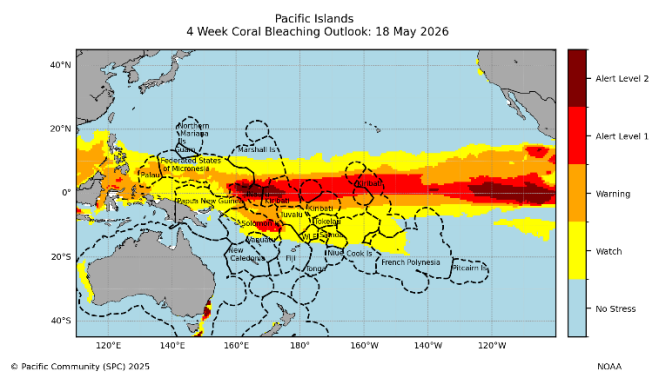 Pacific Islands
4 Week Coral Bleaching Outlook: 18 May 2026
40°N
20°N
0°
20°S
40°S
120°E
140°E
160°E
180°
160°W
140°W
120°W
Northern
Mariana
Is
Guam
Marshall Is
Federated States
of Micronesia
Palau
Kiribati
Papua New Guinea
Kiribati
Tuvalu
Tokelau
Solomon Is
Samoa
Vanuatu
New
Caledonia
Fiji
Niue
Cook Is
Tonga
French Polynesia
Pitcairn Is
Alert Level 2
Alert Level 1
Warning
Watch
No Stress
© Pacific Community (SPC) 2025
NOAA